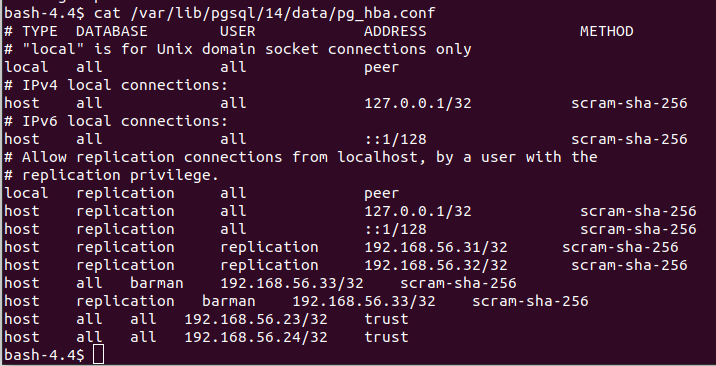 bash-4.4$ cat /var/lib/pgsql/14/data/pg_hba.conf
# TYPE  DATABASE        USER            ADDRESS                 METHOD
# "local" is for Unix domain socket connections only
local   all             all             peer
# IPv4 local connections:
host    all             all             127.0.0.1/32           scram-sha-256
# IPv6 local connections:
host    all             all             ::1/128                scram-sha-256
# Allow replication connections from localhost, by a user with the
# replication privilege.
local   replication     all             peer
host    replication     all             127.0.0.1/32            scram-sha-256
host    replication     all             ::1/128                 scram-sha-256
host    replication     replication     192.168.56.31/32      scram-sha-256
host    replication     replication     192.168.56.32/32       scram-sha-256
host    all   barman    192.168.56.33/32    scram-sha-256
host    replication   barman    192.168.56.33/32    scram-sha-256
host    all   all   192.168.56.23/32    trust
host    all   all   192.168.56.24/32    trust
bash-4.4$